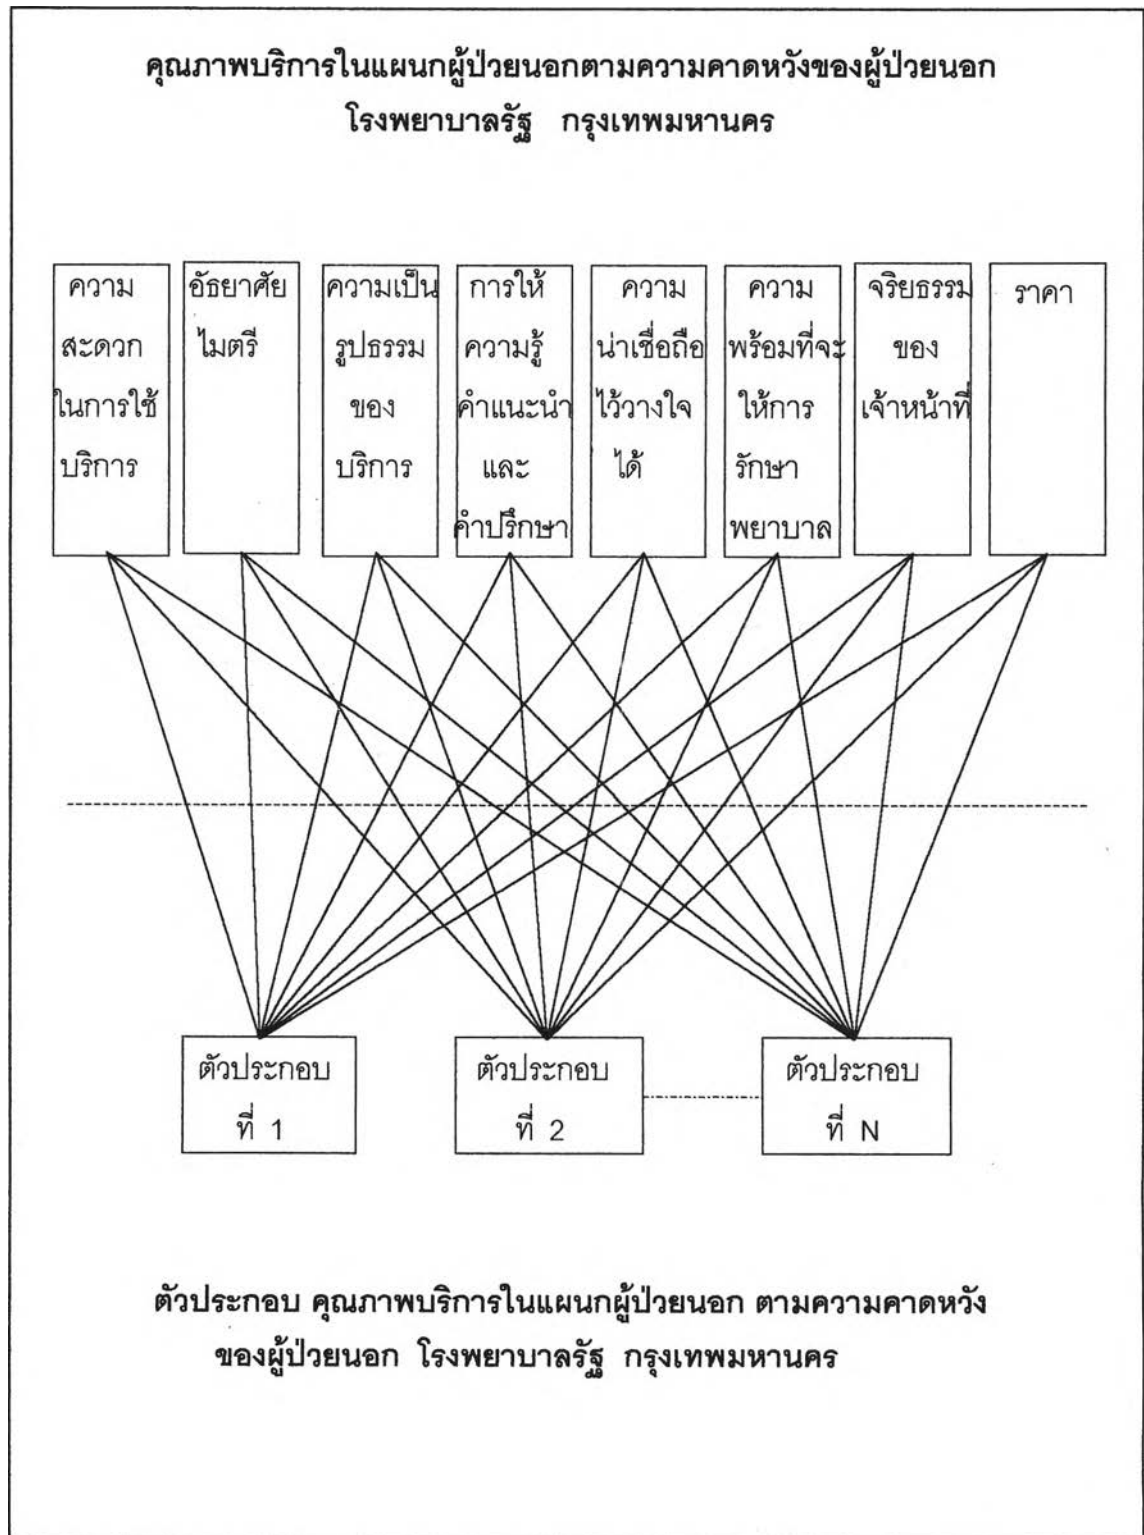 คุณภาพบริการในแผนกผู้ป่วยนอกตามความคาดหวังของผู้ป่วยนอก
โรงพยาบาลรัฐ กรุงเทพมหานคร
ความ
สะดวก
ในการใช้
บริการ
อัธยาศัย
ไมตรี
ความเป็น
รูปธรรม
ของ
บริการ
การให้
ความรู้
คำแนะนำ
และ
คำปรึกษา
ความ
น่าเชื่อถือ
ไว้วางใจ
ได้
ความ
พร้อมที่จะ
ให้การ
รักษา
พยาบาล
จริยธรรม
ของ
เจ้าหน้าที่
ราคา
ตัวประกอบ
ที่ 1
ตัวประกอบ
ที่ 2
ตัวประกอบ
ที่ N
ตัวประกอบ คุณภาพบริการในแผนกผู้ป่วยนอก ตามความคาดหวัง
ของผู้ป่วยนอก โรงพยาบาลรัฐ กรุงเทพมหานคร